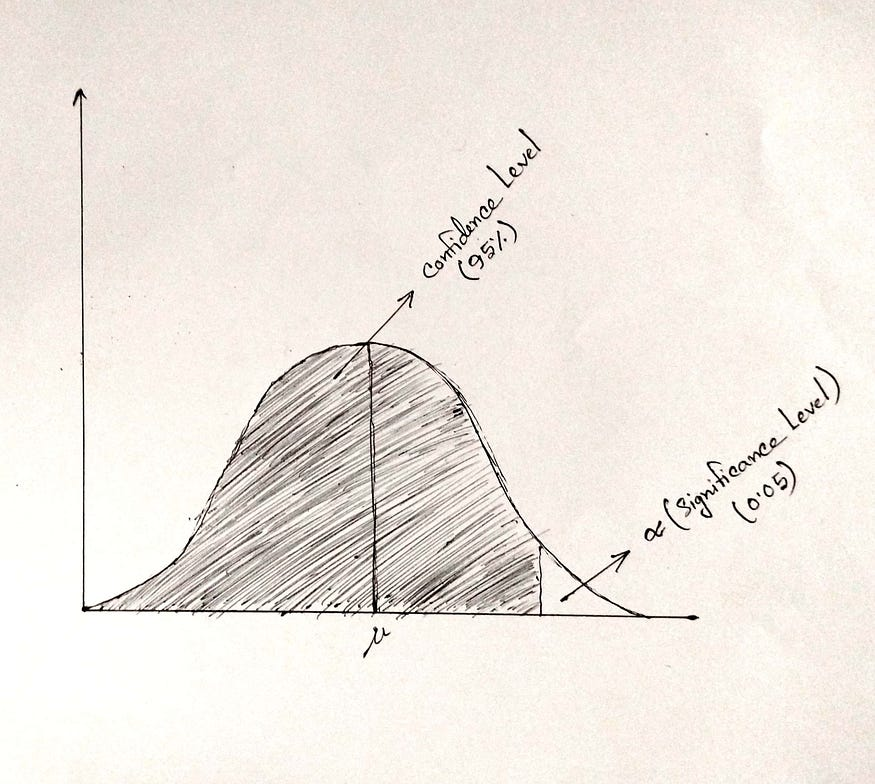 Confidence Level
(95%)
α (Significance Level)
(0.05)
μ